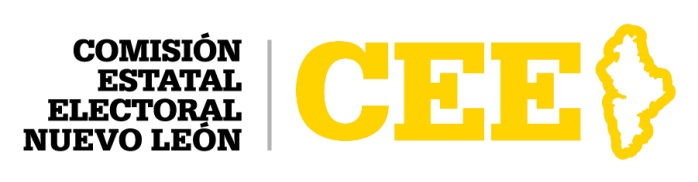 COMISIÓN
ESTATAL
ELECTORAL
NUEVO LEÓN
CEE